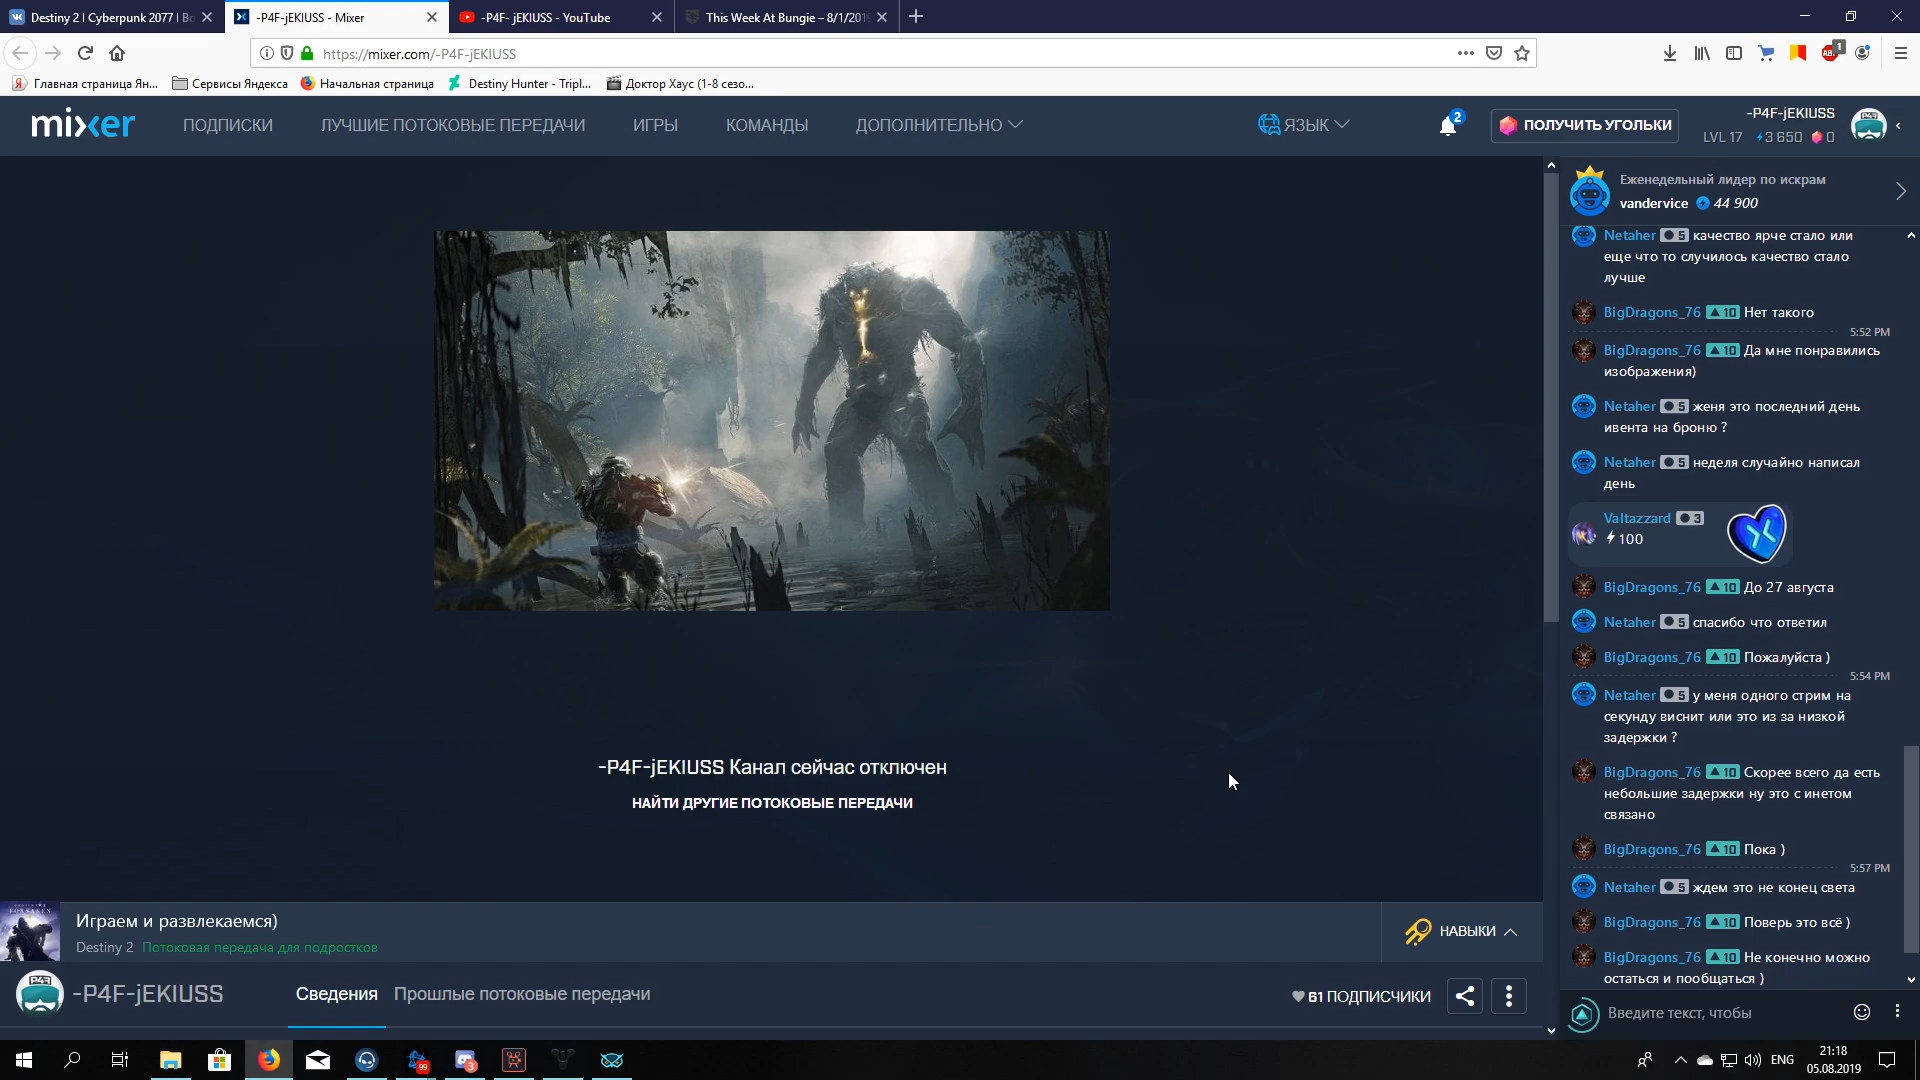 Destiny 2 | Cyberpunk 2077 | Bo
-P4F-jEKIUSS - Mixer
-P4F- jEKIUSS - YouTube
This Week At Bungie – 8/1/2019
https://mixer.com/-P4F-jEKIUSS
ABP
1
Главная страница Ян...
Сервисы Яндекса
Начальная страница
Destiny Hunter - Tripl...
Доктор Хаус (1-8 сезо...
mixer
ПОДПИСКИ
ЛУЧШИЕ ПОТОКОВЫЕ ПЕРЕДАЧИ
ИГРЫ
КОМАНДЫ
ДОПОЛНИТЕЛЬНО
ЯЗЫК
2
ПОЛУЧИТЬ УГОЛЬКИ
-P4F-jEKIUSS
LVL 17 3 650 0
Еженедельный лидер по искрам
vandervice 44 900
Netaher 5 качество ярче стало или
еще что то случилось качество стало
лучше
BigDragons_76 10 Нет такого
5:52 PM
BigDragons_76 10 Да мне понравились
изображения)
Netaher 5 женя это последний день
ивента на броню ?
Netaher 5 неделя случайно написал
день
Valtazzard 3
100
BigDragons_76 10 До 27 августа
Netaher 5 спасибо что ответил
BigDragons_76 10 Пожалуйста )
5:54 PM
Netaher 5 у меня одного стрим на
секунду виснит или это из за низкой
задержки ?
BigDragons_76 10 Скорее всего да есть
небольшие задержки ну это с инетом
связано
BigDragons_76 10 Пока )
5:57 PM
Netaher 5 ждем это не конец света
BigDragons_76 10 Поверь это всё )
BigDragons_76 10 Не конечно можно
остаться и пообщаться )
Введите текст, чтобы
-P4F-jEKIUSS Канал сейчас отключен
НАЙТИ ДРУГИЕ ПОТОКОВЫЕ ПЕРЕДАЧИ
FORSAKEN
Играем и развлекаемся)
Destiny 2 Потоковая передача для подростков
НАВЫКИ
P4F
-P4F-jEKIUSS
Сведения
Прошлые потоковые передачи
61 ПОДПИСЧИКИ
99
3
ENG
21:18
05.08.2019